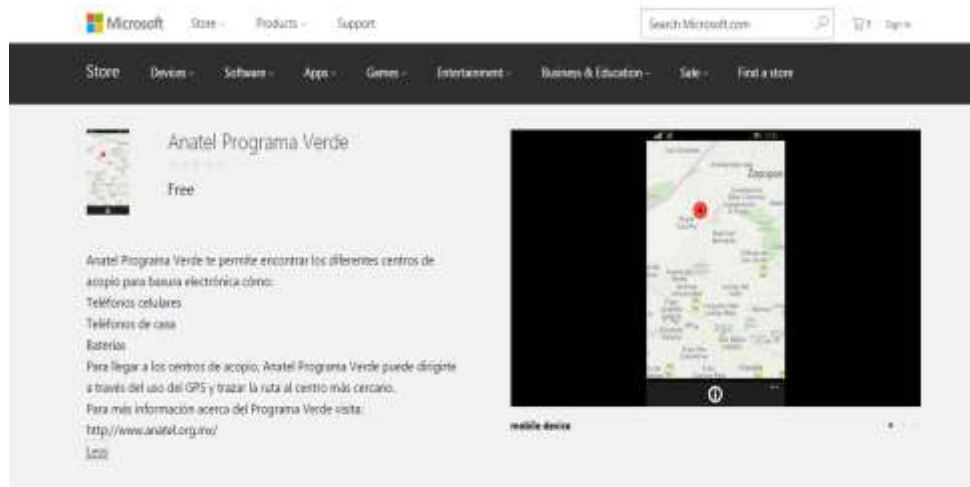 Microsoft Store Products Support Search Microsoft.com 0 Sign in
Store Devices Software Apps Games Entertainment Business & Education Sale Find a store
Anatel Programa Verde
Free
Anatel Programa Verde te permite encontrar los diferentes centros de
acopio para basura electrónica cómo:
Teléfonos celulares
Teléfonos de casa
Baterias
Para llegar a los centros de acopio, Anatel Programa Verde puede dirigirte
a través del uso del GPS y trazar la ruta al centro más cercano.
Para más información acerca del Programa Verde visita:
http://www.anatel.org.mx/
Less
Zapopan
mobile device